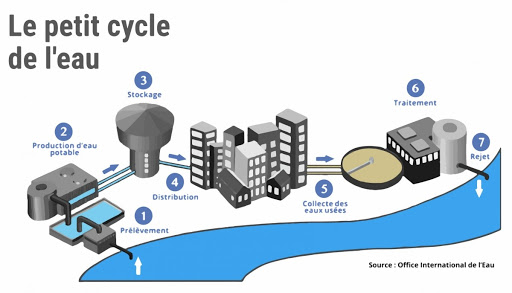 Le petit cycle
de l'eau
1
Prélèvement
2
Production d'eau
potable
3
Stockage
4
Distribution
5
Collecte des
eaux usées
6
Traitement
7
Rejet
Source : Office International de l'Eau